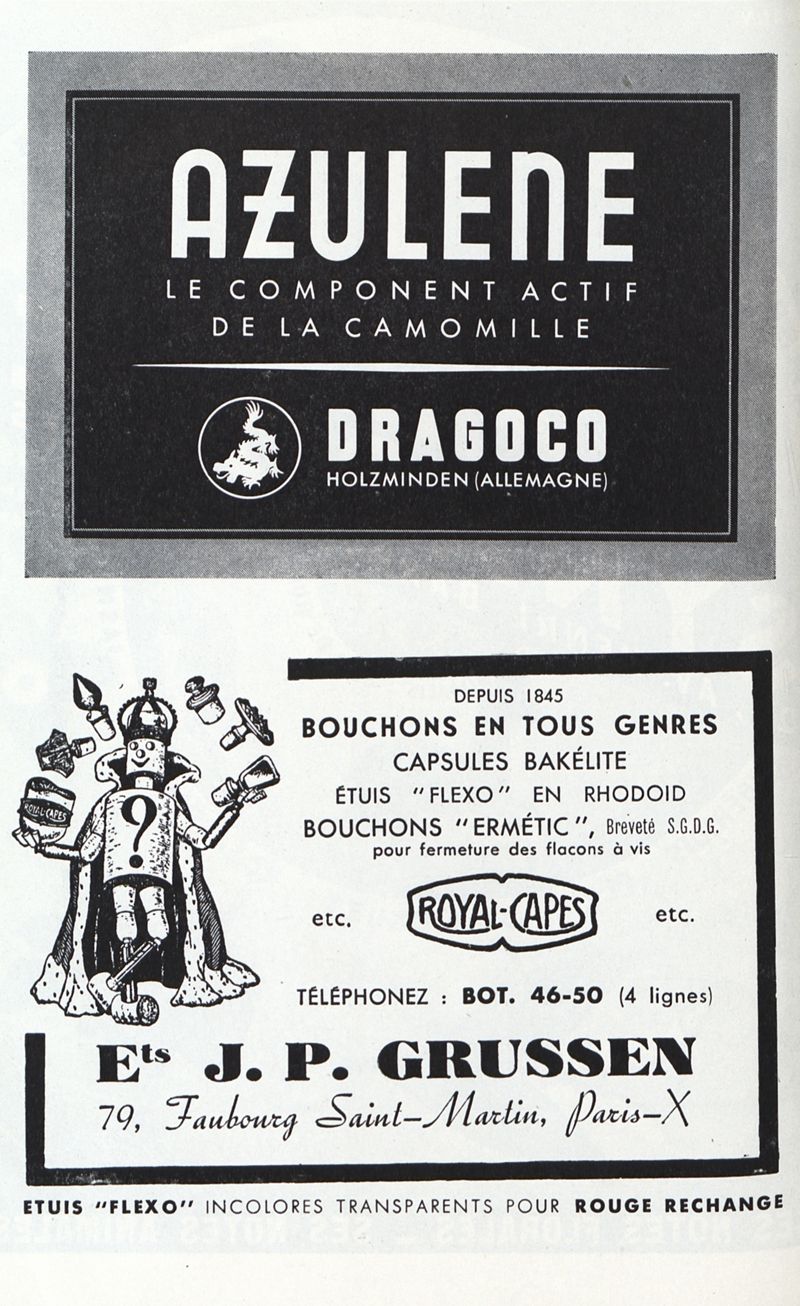 AZULENE
LE COMPONENT ACTIF
DE LA CAMOMILLE
DRAGOCO
HOLZMINDEN (ALLEMAGNE)
DEPUIS 1845
BOUCHONS EN TOUS GENRES
CAPSULES BAKÉLITE
ÉTUIS "FLEXO" EN RHODOID
BOUCHONS "ERMÉTIC", Breveté S.G.D.G.
pour fermeture des flacons à vis
ROYAL-CAPES
?
etc. ROYAL-CAPES etc.
TÉLÉPHONEZ : BOT. 46-50 (4 lignes)
Ets J. P. GRUSSEN
79, Faubourg Saint-Martin, Paris-X
ETUIS "FLEXO" INCOLORES TRANSPARENTS POUR ROUGE RECHANGE